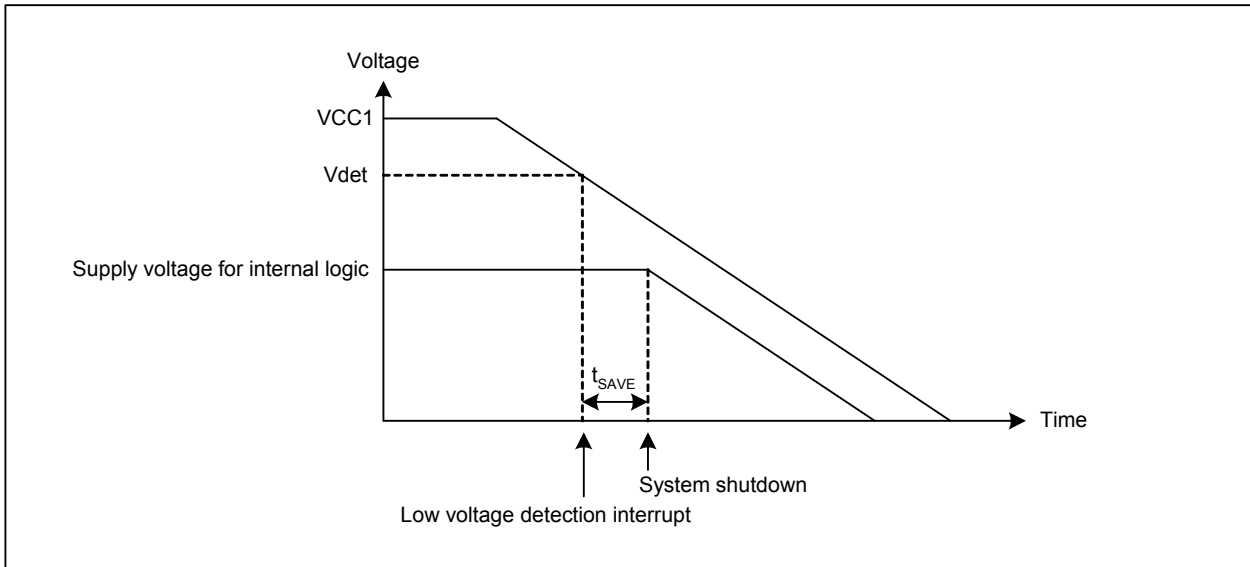 Voltage
VCC1
Vdet
Supply voltage for internal logic
tSAVE
Time
System shutdown
Low voltage detection interrupt